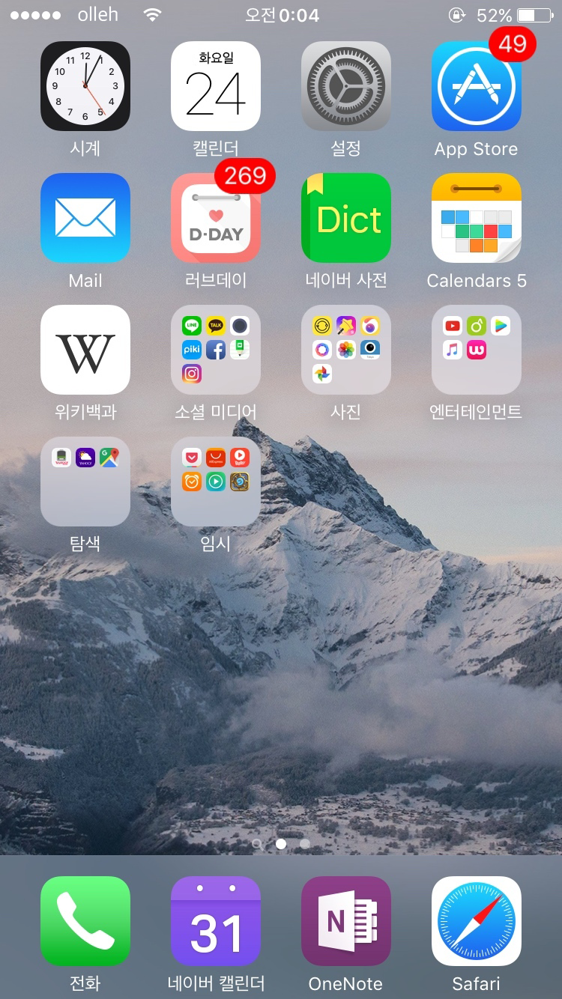 olleh 오전 0:04 52%
12
11 1
10 2
9 3
8 4
7 5
6
화요일
24
49
시계 캘린더 설정 App Store
269
D·DAY
Dict
Mail 러브데이 네이버 사전 Calendars 5
W
LINE TALK
piki f
위키백과 소셜 미디어 사진 엔터테인먼트
탐색 임시
31
N
전화 네이버 캘린더 OneNote Safari